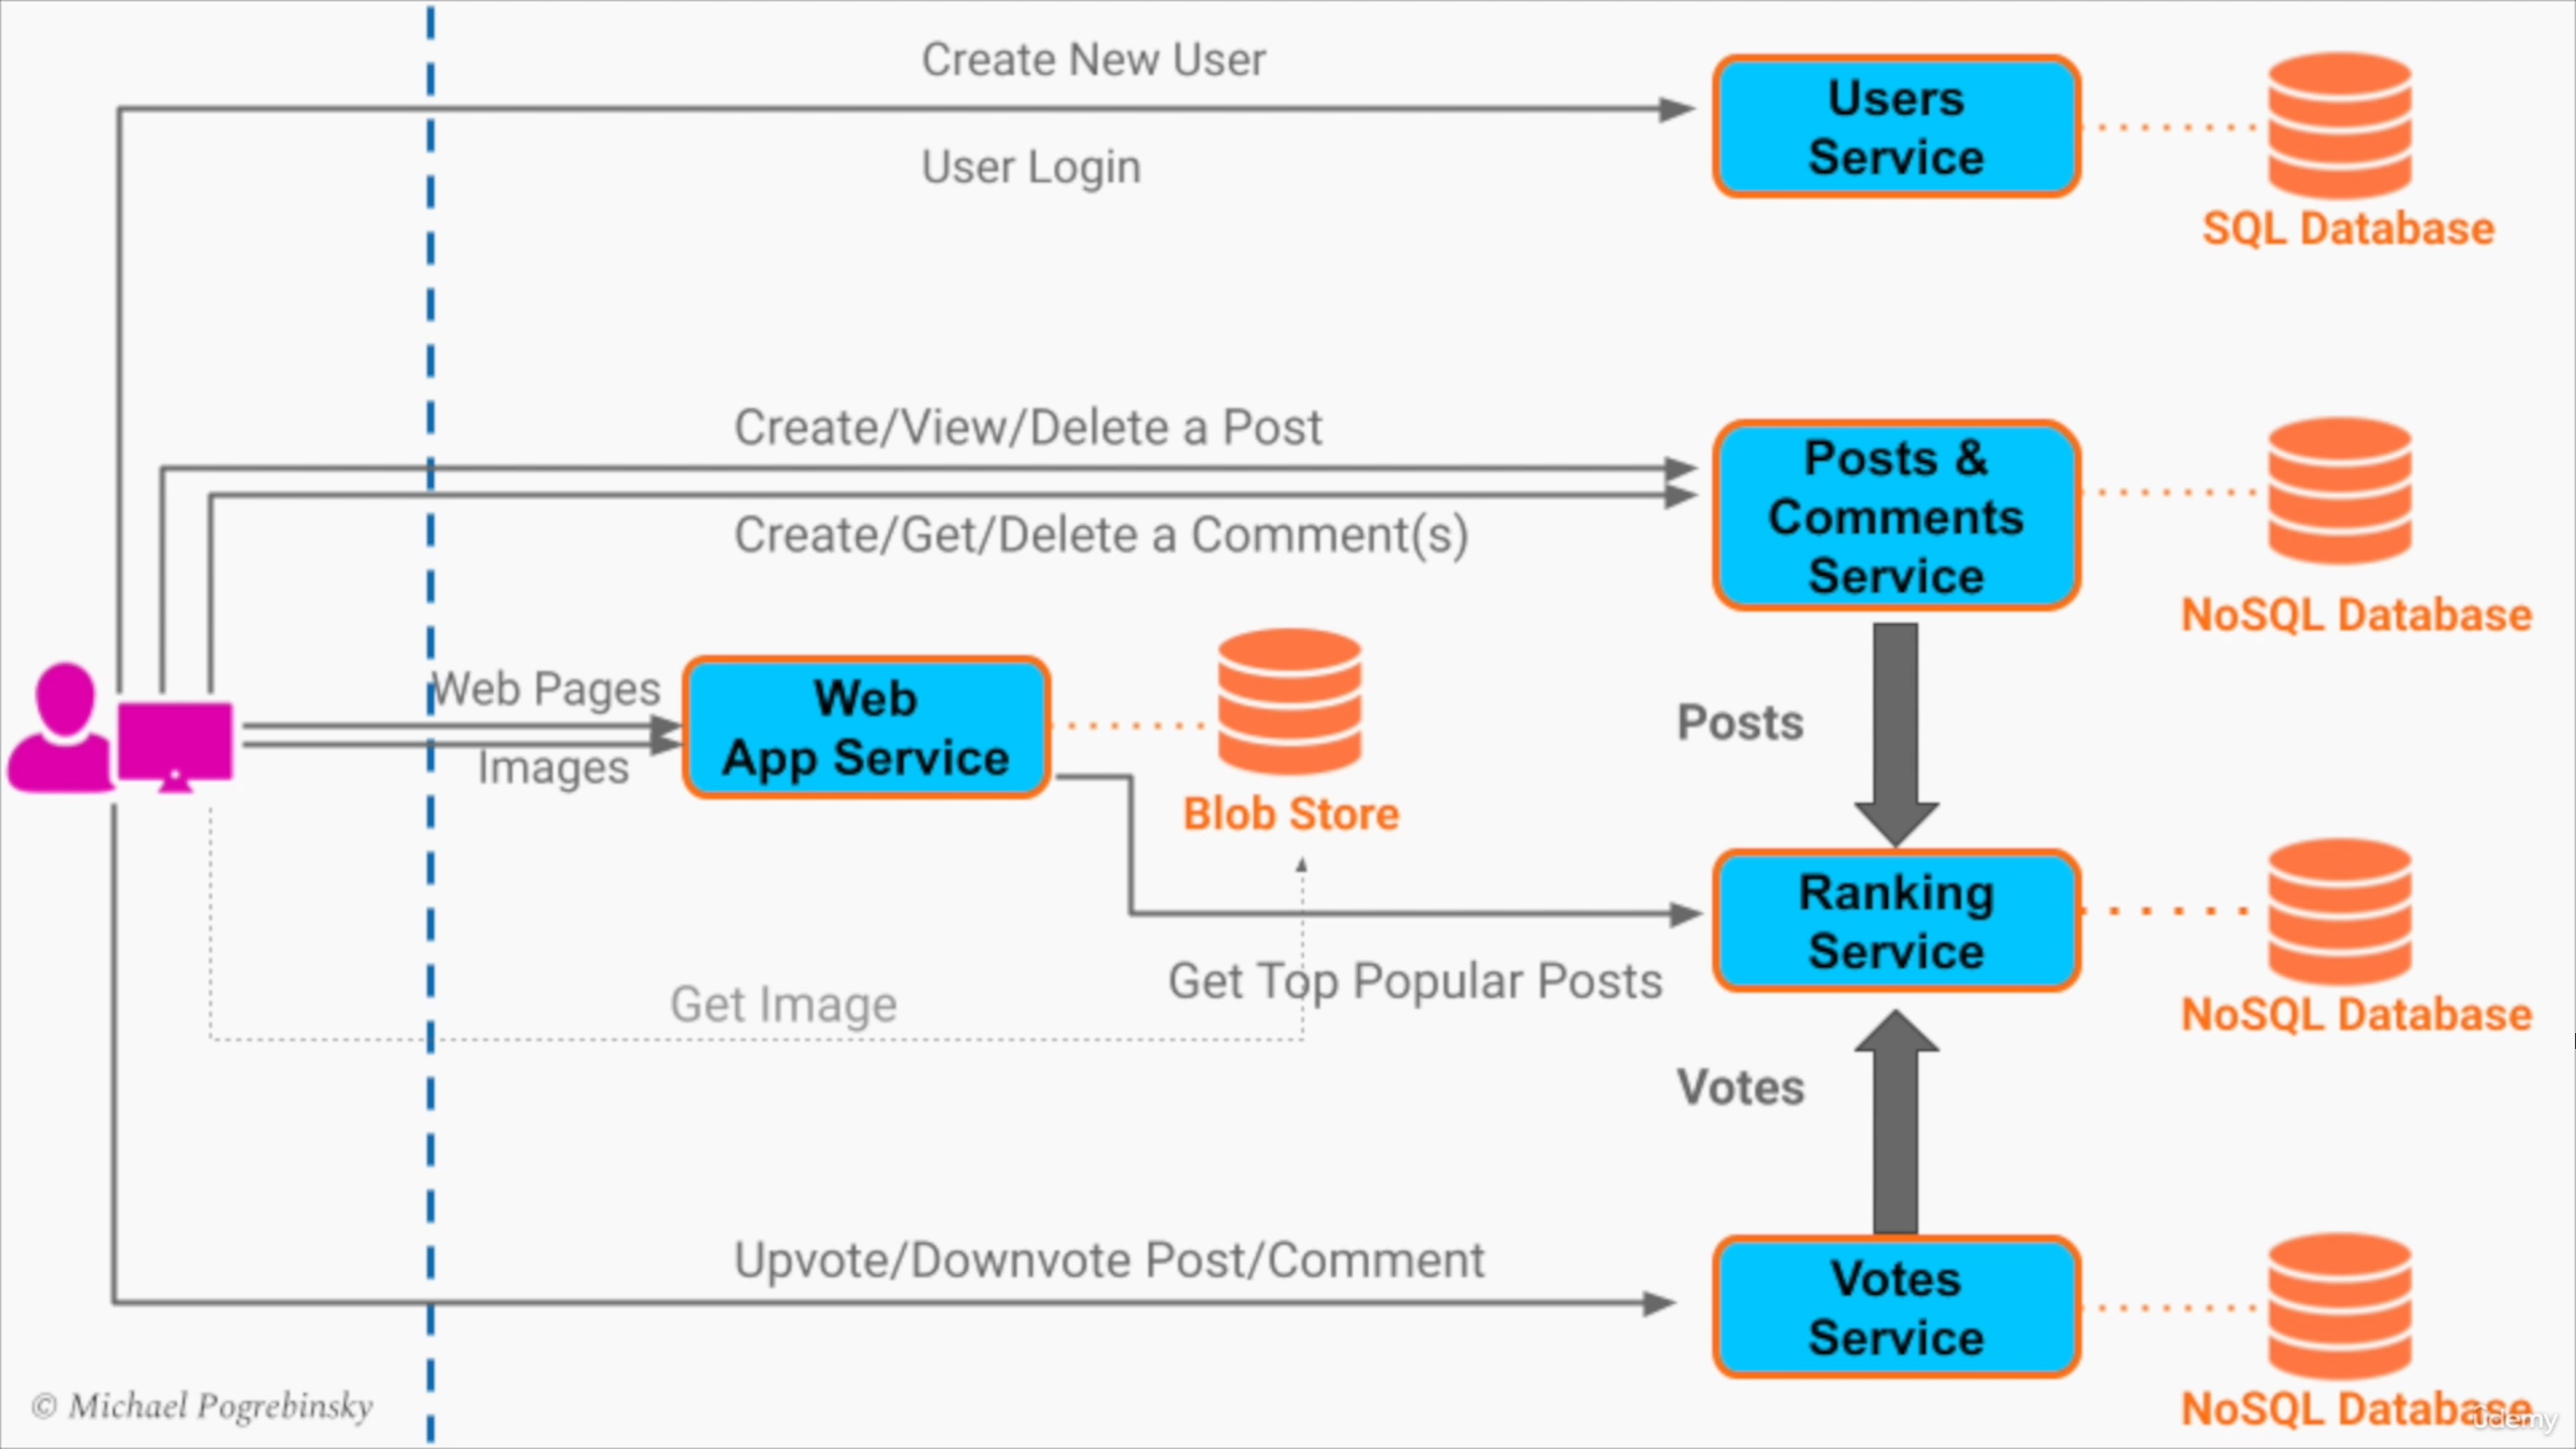 Create New User
User Login
Users
Service
SQL Database
Create/View/Delete a Post
Create/Get/Delete a Comment(s)
Posts &
Comments
Service
NoSQL Database
Web Pages
Images
Web
App Service
Blob Store
Posts
Get Top Popular Posts
Ranking
Service
NoSQL Database
Get Image
Votes
Upvote/Downvote Post/Comment
Votes
Service
NoSQL Database
© Michael Pogrebinsky
ûdemy